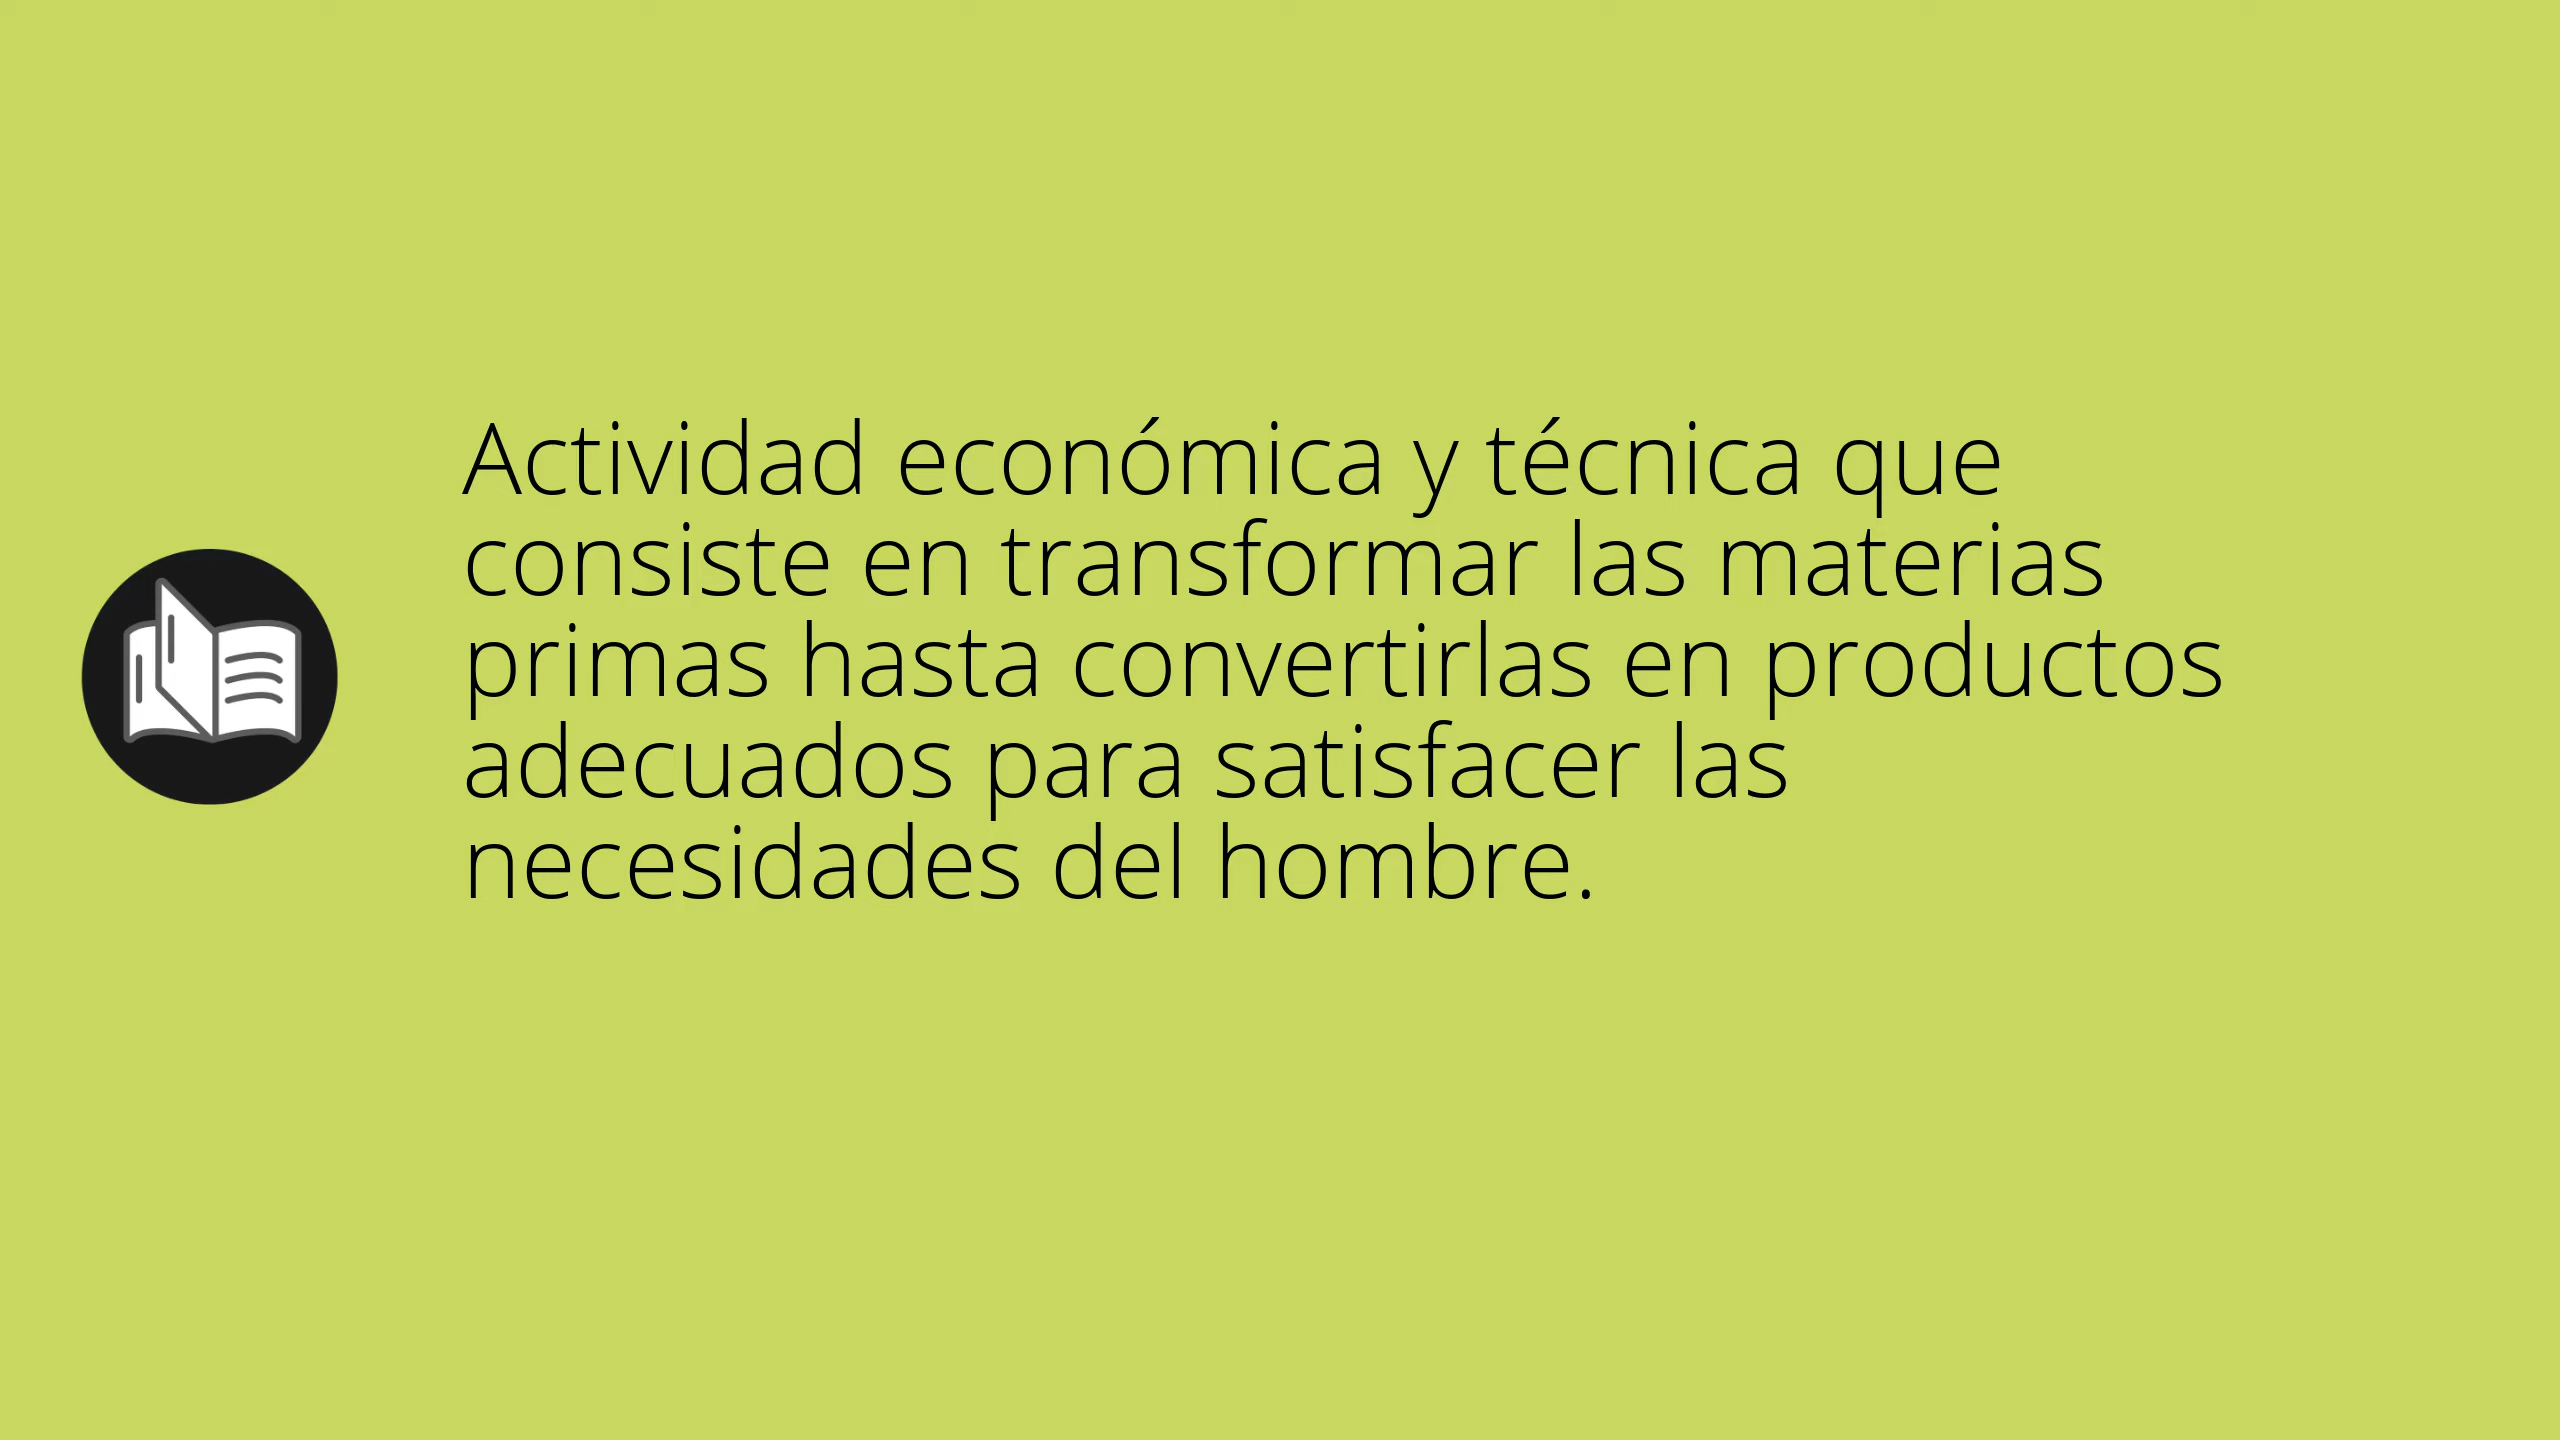 Actividad económica y técnica que
consiste en transformar las materias
primas hasta convertirlas en productos
adecuados para satisfacer las
necesidades del hombre.